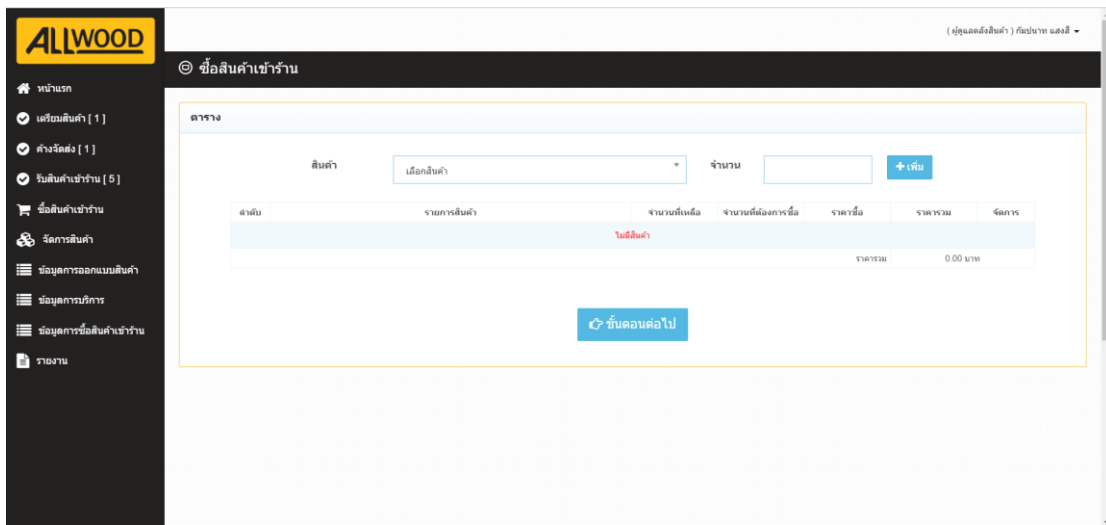 ALLWOOD
( ผู้ดูแลคลังสินค้า ) กัมปนาท แสงสี
ซื้อสินค้าเข้าร้าน
หน้าแรก
เตรียมสินค้า [ 1 ]
ค้างจัดส่ง [ 1 ]
รับสินค้าเข้าร้าน [ 5 ]
ซื้อสินค้าเข้าร้าน
จัดการสินค้า
ข้อมูลการออกแบบสินค้า
ข้อมูลการบริการ
ข้อมูลการซื้อสินค้าเข้าร้าน
รายงาน
ตาราง
สินค้า เลือกสินค้า จำนวน เพิ่ม
ลำดับ รายการสินค้า จำนวนที่เหลือ จำนวนที่ต้องการซื้อ ราคาซื้อ ราคารวม จัดการ
ไม่มีสินค้า
ราคารวม 0.00 บาท
ขั้นตอนต่อไป